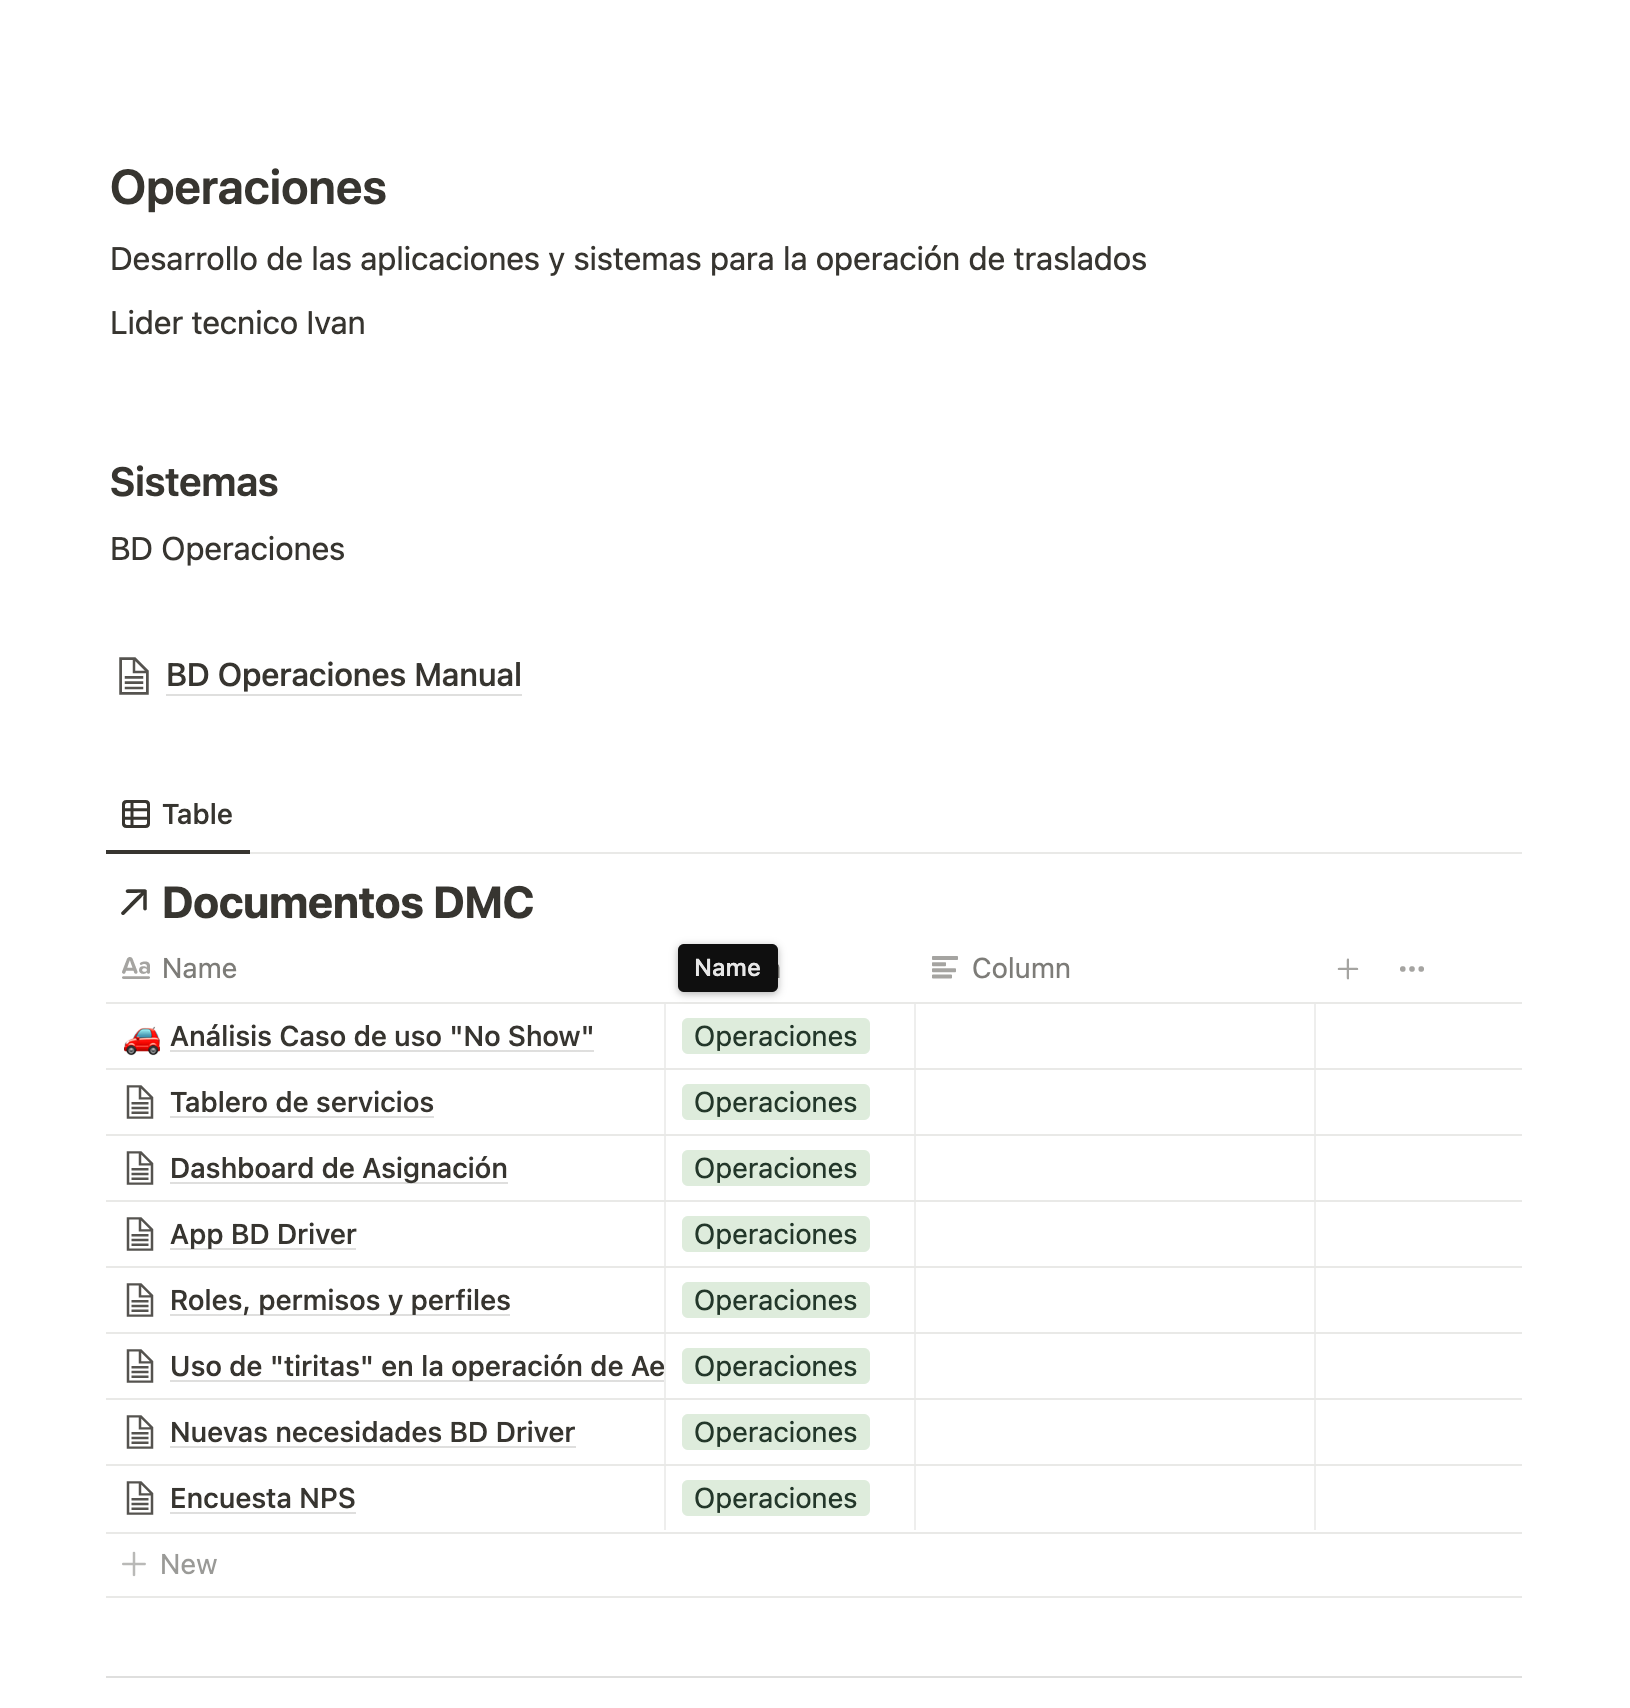 Operaciones
Desarrollo de las aplicaciones y sistemas para la operación de traslados
Lider tecnico Ivan
Sistemas
BD Operaciones
BD Operaciones Manual
Table
Documentos DMC
Aa Name Name Column
Análisis Caso de uso "No Show" Operaciones
Tablero de servicios Operaciones
Dashboard de Asignación Operaciones
App BD Driver Operaciones
Roles, permisos y perfiles Operaciones
Uso de "tiritas" en la operación de Ae Operaciones
Nuevas necesidades BD Driver Operaciones
Encuesta NPS Operaciones
New